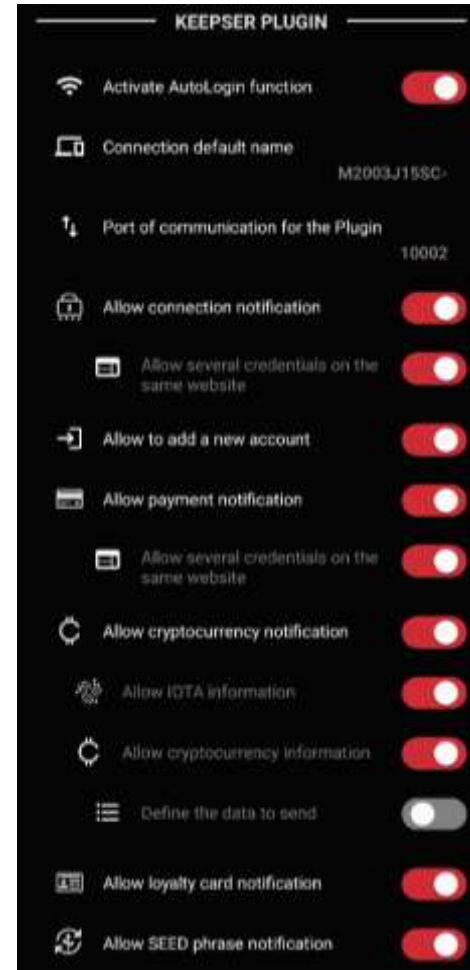 KEEPSER PLUGIN
Activate AutoLogin function
Connection default name
M2003J15SC-
Port of communication for the Plugin
10002
Allow connection notification
Allow several credentials on the
same website
Allow to add a new account
Allow payment notification
Allow several credentials on the
same website
Allow cryptocurrency notification
Allow IOTA information
Allow cryptocurrency information
Define the data to send
Allow loyalty card notification
Allow SEED phrase notification